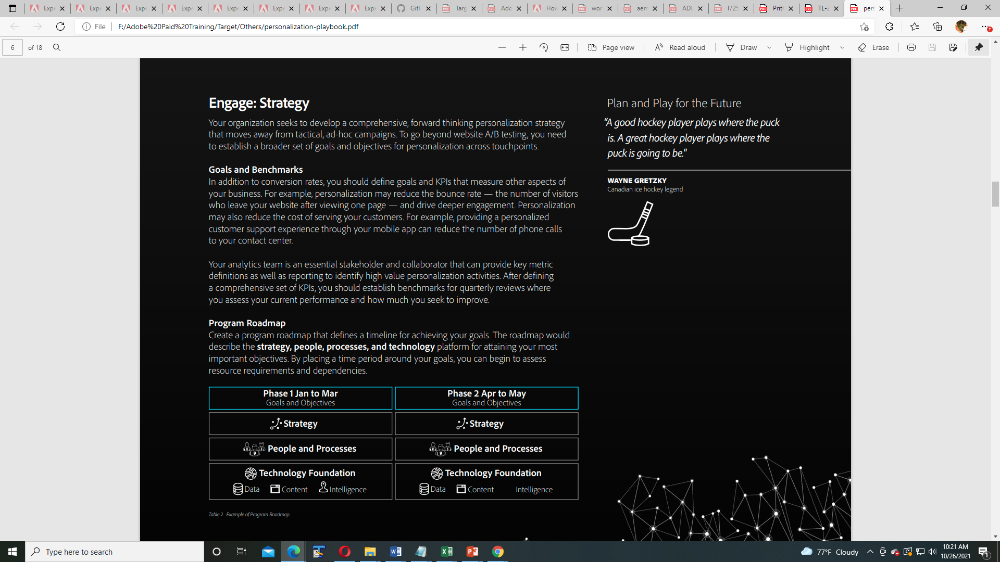 Expe
Expe
Expe
Expe
Expe
Expe
Expe
Expe
Gith
Targ
Ado
How
wor
aem
ADL
I725
Prith
TL-2
pers
File
F:/Adobe%20Paid%20Training/Target/Others/personalization-playbook.pdf
6 of 18
Page view
Read aloud
Draw
Highlight
Erase
Engage: Strategy
Your organization seeks to develop a comprehensive, forward thinking personalization strategy
that moves away from tactical, ad-hoc campaigns. To go beyond website A/B testing, you need
to establish a broader set of goals and objectives for personalization across touchpoints.
Goals and Benchmarks
In addition to conversion rates, you should define goals and KPIs that measure other aspects of
your business. For example, personalization may reduce the bounce rate — the number of visitors
who leave your website after viewing one page — and drive deeper engagement. Personalization
may also reduce the cost of serving your customers. For example, providing a personalized
customer support experience through your mobile app can reduce the number of phone calls
to your contact center.
Your analytics team is an essential stakeholder and collaborator that can provide key metric
definitions as well as reporting to identify high value personalization activities. After defining
a comprehensive set of KPIs, you should establish benchmarks for quarterly reviews where
you assess your current performance and how much you seek to improve.
Program Roadmap
Create a program roadmap that defines a timeline for achieving your goals. The roadmap would
describe the strategy, people, processes, and technology platform for attaining your most
important objectives. By placing a time period around your goals, you can begin to assess
resource requirements and dependencies.
Phase 1 Jan to Mar
Goals and Objectives
Strategy
People and Processes
Technology Foundation
Data Content Intelligence
Phase 2 Apr to May
Goals and Objectives
Strategy
People and Processes
Technology Foundation
Data Content Intelligence
Table 2. Example of Program Roadmap.
Plan and Play for the Future
"A good hockey player plays where the puck
is. A great hockey player plays where the
puck is going to be."
WAYNE GRETZKY
Canadian ice hockey legend
Type here to search
77°F Cloudy
10:21 AM
10/26/2021
1